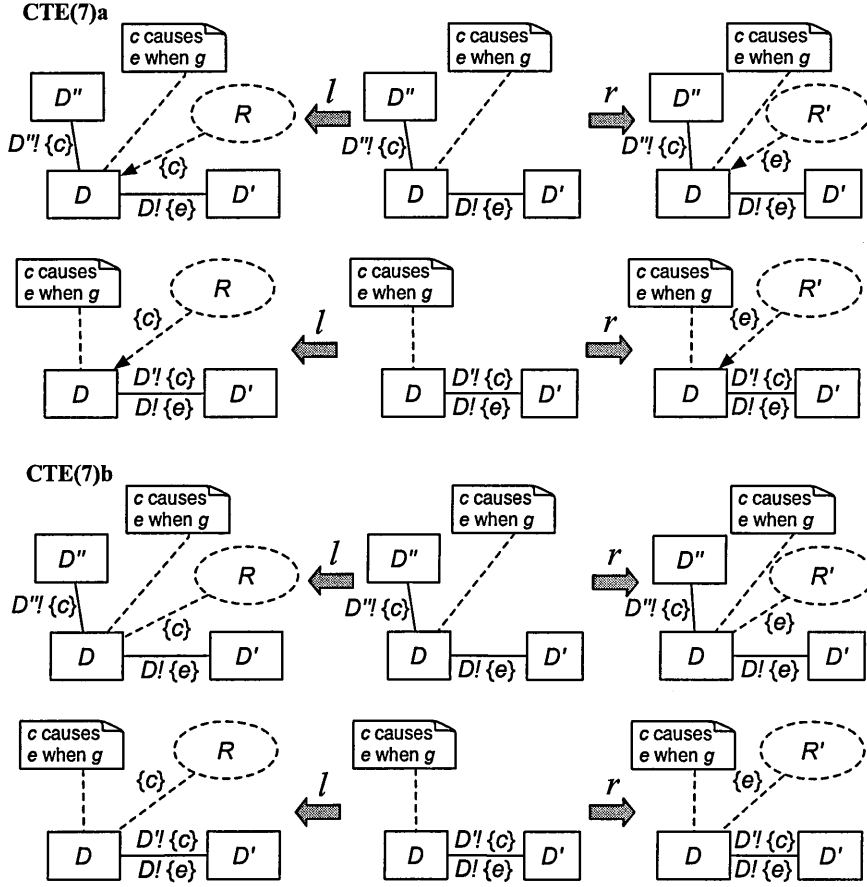 CTE(7)a
c causes
e when g
c causes
e when g
c causes
e when g
D"
R
l
D"
r
D"
R'
D"! {c}
{c}
D"! {c}
D"! {c}
{e}
D
D'
D
D'
D
D'
D! {e}
D! {e}
D! {e}
c causes
e when g
R
c causes
e when g
c causes
e when g
R'
{c}
l
r
{e}
D
D'! {c}
D! {e}
D'
D
D'! {c}
D! {e}
D'
D
D'! {c}
D! {e}
D'
CTE(7)b
c causes
e when g
c causes
e when g
c causes
e when g
D"
R
l
D"
r
D"
R'
D"! {c}
{c}
D"! {c}
D"! {c}
{e}
D
D'
D
D'
D
D'
D! {e}
D! {e}
D! {e}
c causes
e when g
R
c causes
e when g
c causes
e when g
R'
{c}
l
r
{e}
D
D'! {c}
D! {e}
D'
D
D'! {c}
D! {e}
D'
D
D'! {c}
D! {e}
D'